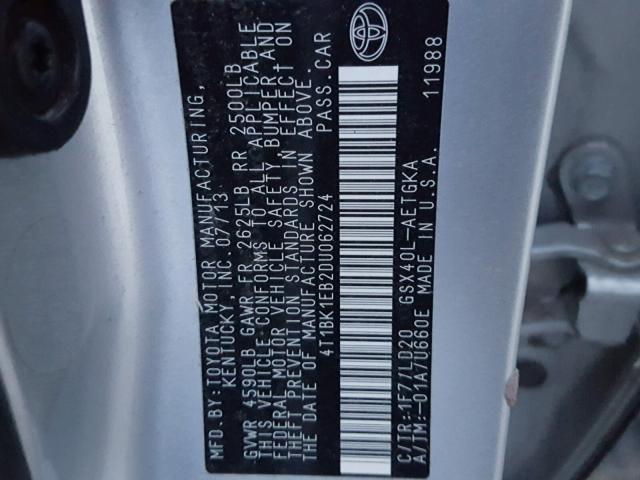 MFD. BY: TOYOTA MOTOR MANUFACTURING,
KENTUCKY, INC. 07/13
GVWR 4590LB GAWR FR 2625LB RR 2500LB
THIS VEHICLE CONFORMS TO ALL APPLICABLE
FEDERAL MOTOR VEHICLE SAFETY, BUMPER AND
THEFT PREVENTION STANDARDS IN EFFECT ON
THE DATE OF MANUFACTURE SHOWN ABOVE.
4T1BK1EB2DU062724 PASS. CAR
C/TR:-1F7/LD20 GSX40L-AETGKA
A/TM:-01A/U660E MADE IN U.S.A. 11988